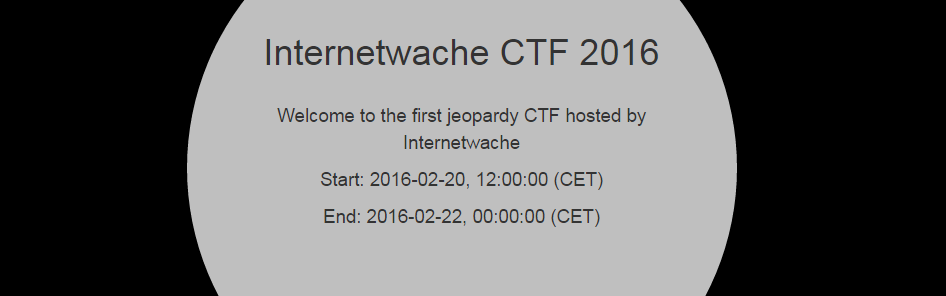 Internetwache CTF 2016
Welcome to the first jeopardy CTF hosted by
Internetwache
Start: 2016-02-20, 12:00:00 (CET)
End: 2016-02-22, 00:00:00 (CET)